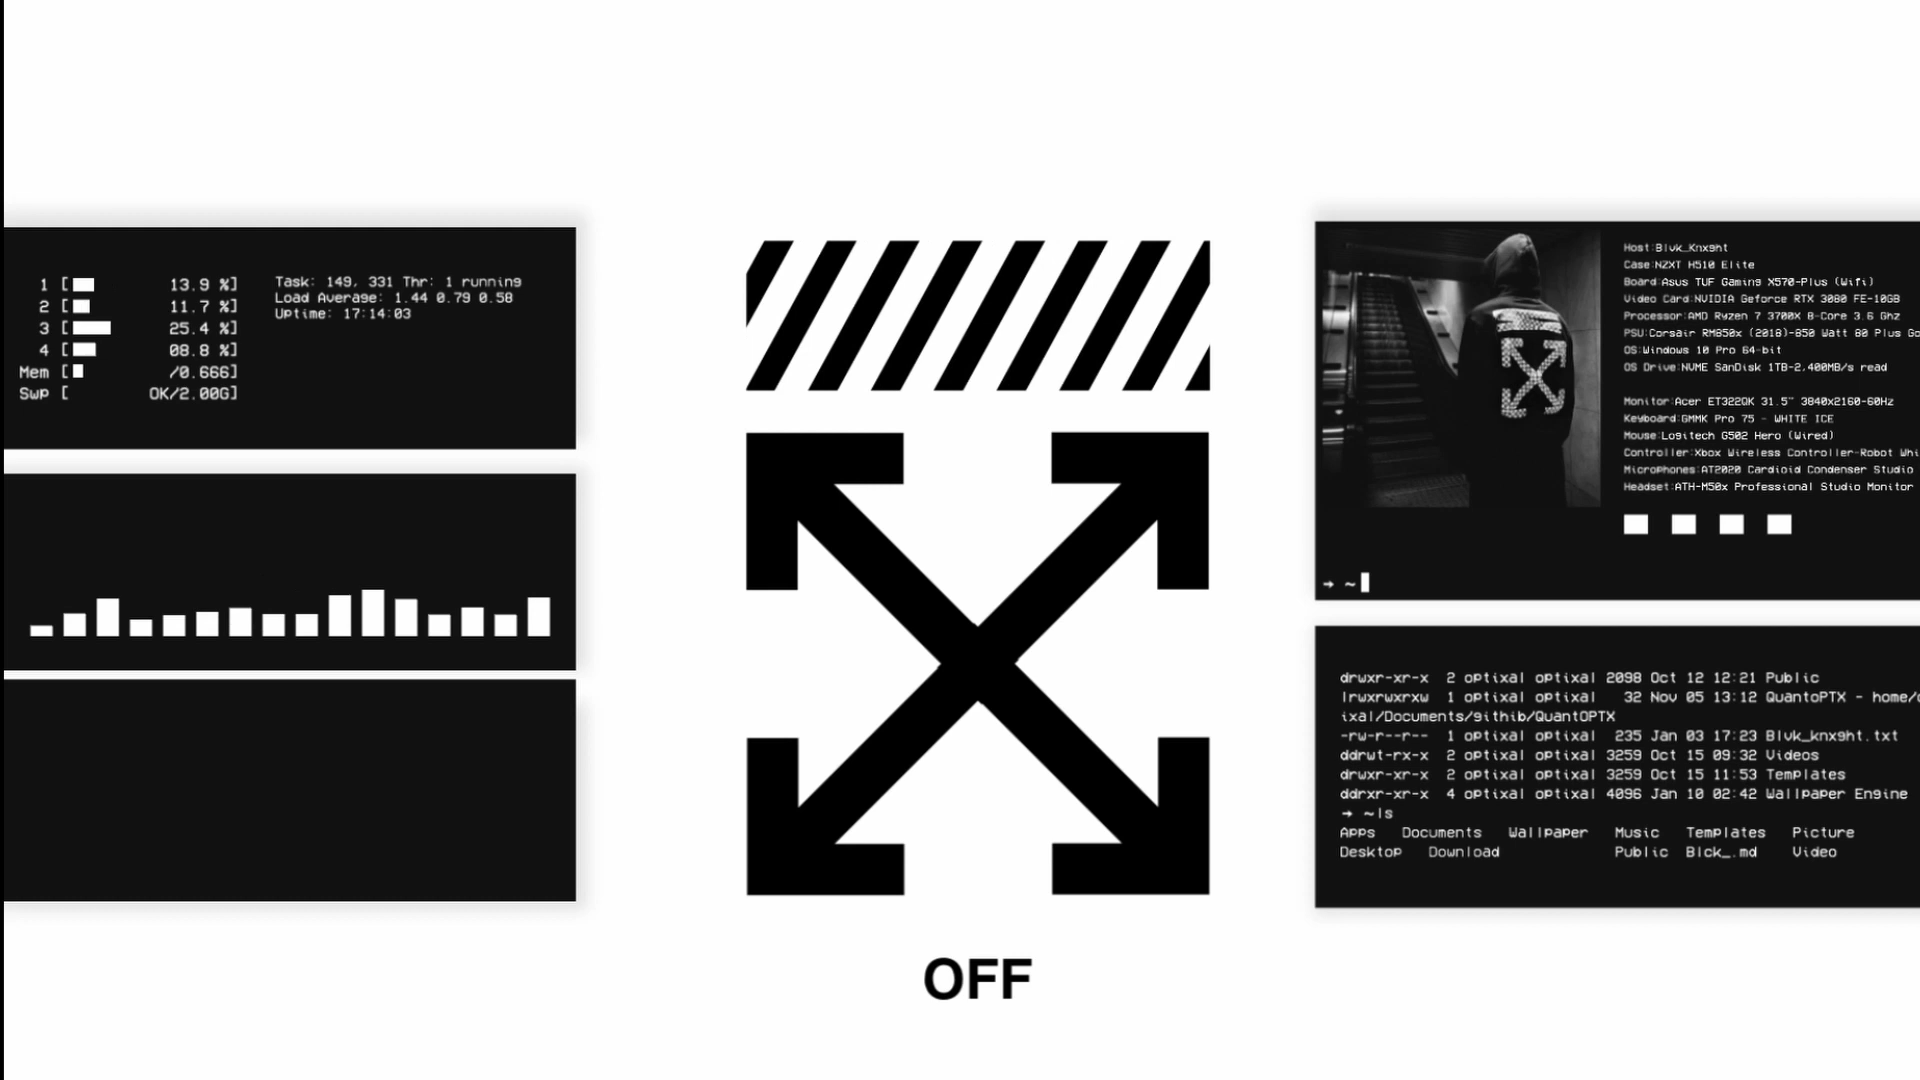 1 [ 13.9 %]
2 [ 11.7 %]
3 [ 25.4 %]
4 [ 08.8 %]
Mem [ /0.666]
Swp [ OK/2.00G]
Task: 149, 331 Thr: 1 running
Load Average: 1.44 0.79 0.58
Uptime: 17:14:03
OFF
Host:Blvk_Knxght
Case:NZXT H510 Elite
Board:Asus TUF Gaming X570-Plus (Wifi)
Video Card:NVIDIA Geforce RTX 3080 FE-10GB
Processor:AMD Ryzen 7 3700X 8-Core 3.6 Ghz
PSU:Corsair RM850x (2018)-850 Watt 80 Plus Go
OS:Windows 10 Pro 64-bit
OS Drive:NVME SanDisk 1TB-2,400MB/s read
Monitor:Acer ET322QK 31.5" 3840x2160-60Hz
Keyboard:GMMK Pro 75 - WHITE ICE
Mouse:Logitech G502 Hero (Wired)
Controller:Xbox Wireless Controller-Robot Whi
Microphones:AT2020 Cardioid Condenser Studio
Headset:ATH-M50x Professional Studio Monitor
→ ~
drwxr-xr-x 2 optixal optixal 2098 Oct 12 12:21 Public
lrwxrwxrxw 1 optixal optixal 32 Nov 05 13:12 QuantoPTX - home/
ixal/Documents/githib/QuantOPTX
-rw-r--r-- 1 optixal optixal 235 Jan 03 17:23 Blvk_knxght.txt
ddrwt-rx-x 2 optixal optixal 3259 Oct 15 09:32 Videos
drwxr-xr-x 2 optixal optixal 3259 Oct 15 11:53 Templates
ddrxr-xr-x 4 optixal optixal 4096 Jan 10 02:42 Wallpaper Engine
→ ~ls
Apps Documents Wallpaper Music Templates Picture
Desktop Download Public Blck_.md Video